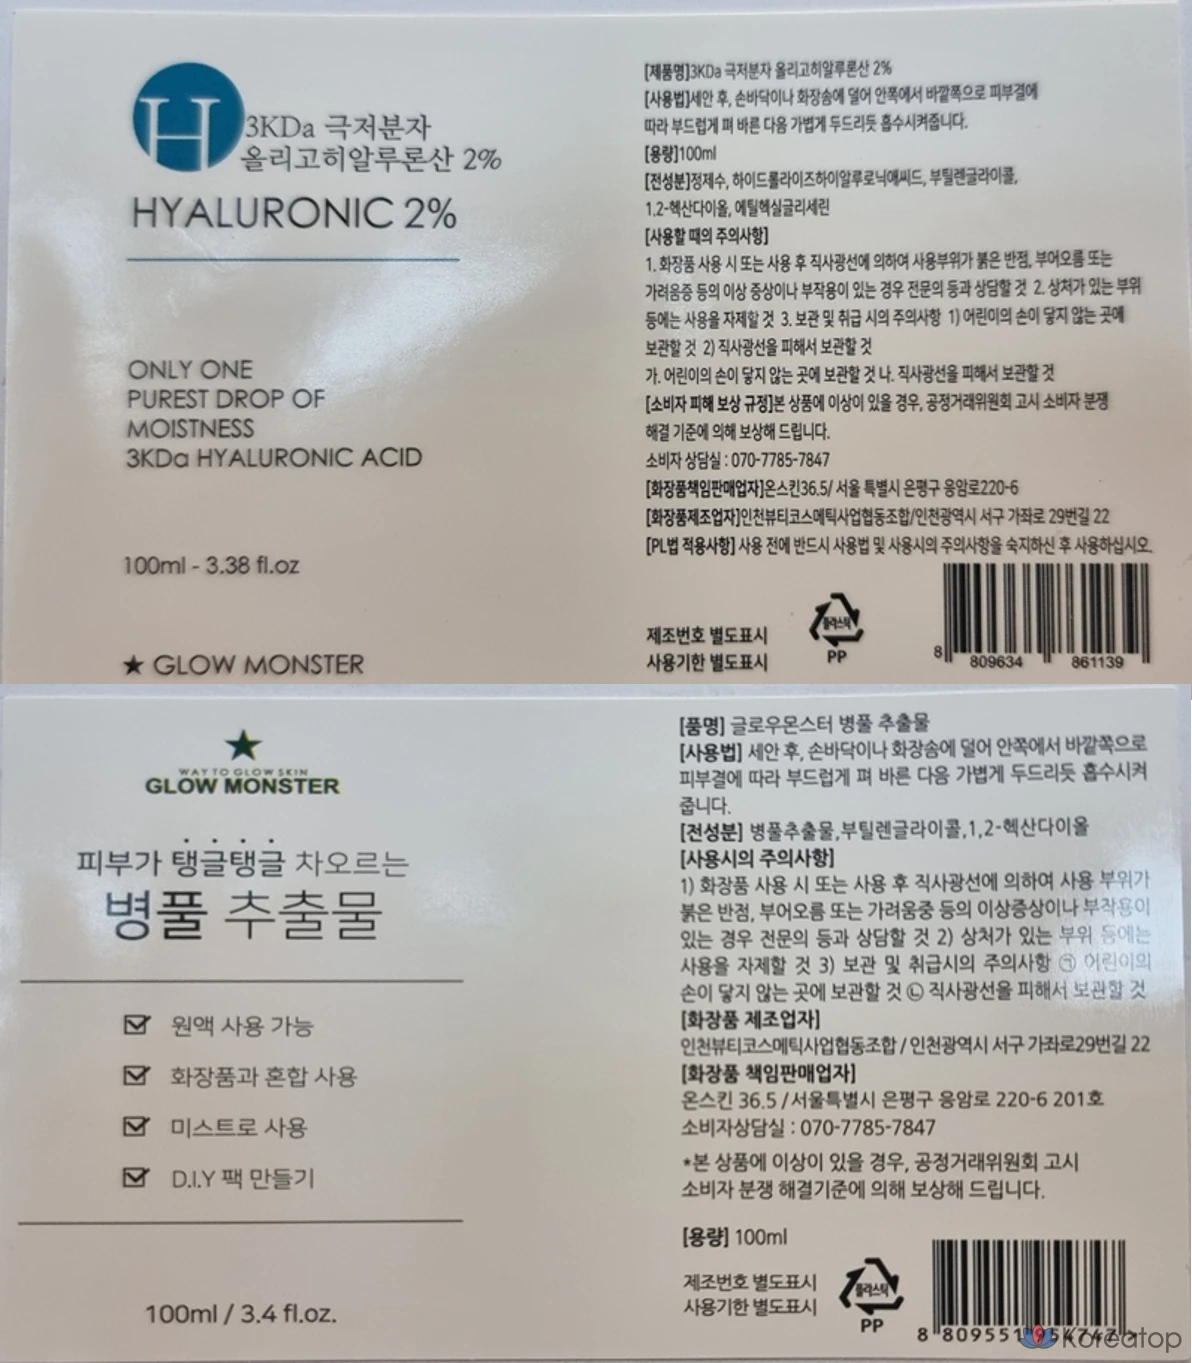 H
3KDa 극저분자
올리고히알루론산 2%
HYALURONIC 2%
ONLY ONE
PUREST DROP OF
MOISTNESS
3KDa HYALURONIC ACID
100ml - 3.38 fl.oz
★ GLOW MONSTER
[제품명]3KDa 극저분자 올리고히알루론산 2%
[사용법]세안 후, 손바닥이나 화장솜에 덜어 안쪽에서 바깥쪽으로 피부결에
따라 부드럽게 펴 바른 다음 가볍게 두드리듯 흡수시켜줍니다.
[용량]100ml
[전성분]정제수, 하이드롤라이즈하이알루로닉애씨드, 부틸렌글라이콜,
1,2-헥산다이올, 에틸헥실글리세린
[사용할 때의 주의사항]
1. 화장품 사용 시 또는 사용 후 직사광선에 의하여 사용부위가 붉은 반점, 부어오름 또는
가려움증 등의 이상 증상이나 부작용이 있는 경우 전문의 등과 상담할 것 2. 상처가 있는 부위
등에는 사용을 자제할 것 3. 보관 및 취급 시의 주의사항 1) 어린이의 손이 닿지 않는 곳에
보관할 것 2) 직사광선을 피해서 보관할 것
가. 어린이의 손이 닿지 않는 곳에 보관할 것 나. 직사광선을 피해서 보관할 것
[소비자 피해 보상 규정]본 상품에 이상이 있을 경우, 공정거래위원회 고시 소비자 분쟁
해결 기준에 의해 보상해 드립니다.
소비자 상담실 : 070-7785-7847
[화장품책임판매업자]온스킨36.5/ 서울 특별시 은평구 응암로220-6
[화장품제조업자]인천뷰티코스메틱사업협동조합/인천광역시 서구 가좌로 29번길 22
[PL법 적용사항] 사용 전에 반드시 사용법 및 사용시의 주의사항을 숙지하신 후 사용하십시오.
제조번호 별도표시
사용기한 별도표시
플라스틱
PP
8 809634 861139
★
WAY TO GLOW SKIN
GLOW MONSTER
피부가 탱글탱글 차오르는
병풀 추출물
원액 사용 가능
화장품과 혼합 사용
미스트로 사용
D.I.Y 팩 만들기
100ml / 3.4 fl.oz.
[품명] 글로우몬스터 병풀 추출물
[사용법] 세안 후, 손바닥이나 화장솜에 덜어 안쪽에서 바깥쪽으로
피부결에 따라 부드럽게 펴 바른 다음 가볍게 두드리듯 흡수시켜
줍니다.
[전성분] 병풀추출물,부틸렌글라이콜,1,2-헥산다이올
[사용시의 주의사항]
1) 화장품 사용 시 또는 사용 후 직사광선에 의하여 사용 부위가
붉은 반점, 부어오름 또는 가려움증 등의 이상증상이나 부작용이
있는 경우 전문의 등과 상담할 것 2) 상처가 있는 부위 등에는
사용을 자제할 것 3) 보관 및 취급시의 주의사항 ㉠ 어린이의
손이 닿지 않는 곳에 보관할 것 ㉡ 직사광선을 피해서 보관할 것
[화장품 제조업자]
인천뷰티코스메틱사업협동조합 / 인천광역시 서구 가좌로29번길 22
[화장품 책임판매업자]
온스킨 36.5 /서울특별시 은평구 응암로 220-6 201호
소비자상담실 : 070-7785-7847
*본 상품에 이상이 있을 경우, 공정거래위원회 고시
소비자 분쟁 해결기준에 의해 보상해 드립니다.
[용량] 100ml
제조번호 별도표시
사용기한 별도표시
플라스틱
PP
8 809551 954747 >
Koreatop